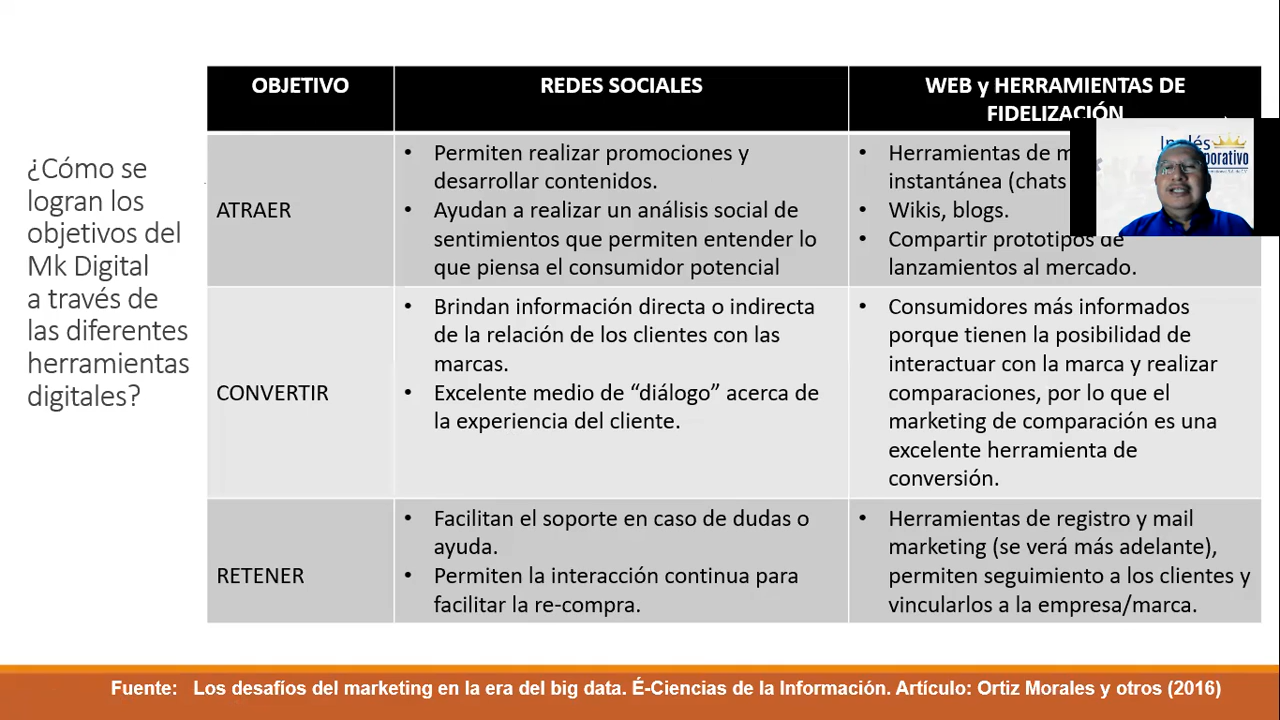 ¿Cómo se
logran los
objetivos del
Mk Digital
a través de
las diferentes
herramientas
digitales?
OBJETIVO
REDES SOCIALES
WEB y HERRAMIENTAS DE
FIDELIZACIÓN
ATRAER
• Permiten realizar promociones y
desarrollar contenidos.
• Ayudan a realizar un análisis social de
sentimientos que permiten entender lo
que piensa el consumidor potencial
• Herramientas de
instantánea (chats
• Wikis, blogs.
• Compartir prototipos de
lanzamientos al mercado.
CONVERTIR
• Brindan información directa o indirecta
de la relación de los clientes con las
marcas.
• Excelente medio de “diálogo” acerca de
la experiencia del cliente.
• Consumidores más informados
porque tienen la posibilidad de
interactuar con la marca y realizar
comparaciones, por lo que el
marketing de comparación es una
excelente herramienta de
conversión.
RETENER
• Facilitan el soporte en caso de dudas o
ayuda.
• Permiten la interacción continua para
facilitar la re-compra.
• Herramientas de registro y mail
marketing (se verá más adelante),
permiten seguimiento a los clientes y
vincularlos a la empresa/marca.
Fuente: Los desafíos del marketing en la era del big data. É-Ciencias de la Información. Artículo: Ortiz Morales y otros (2016)